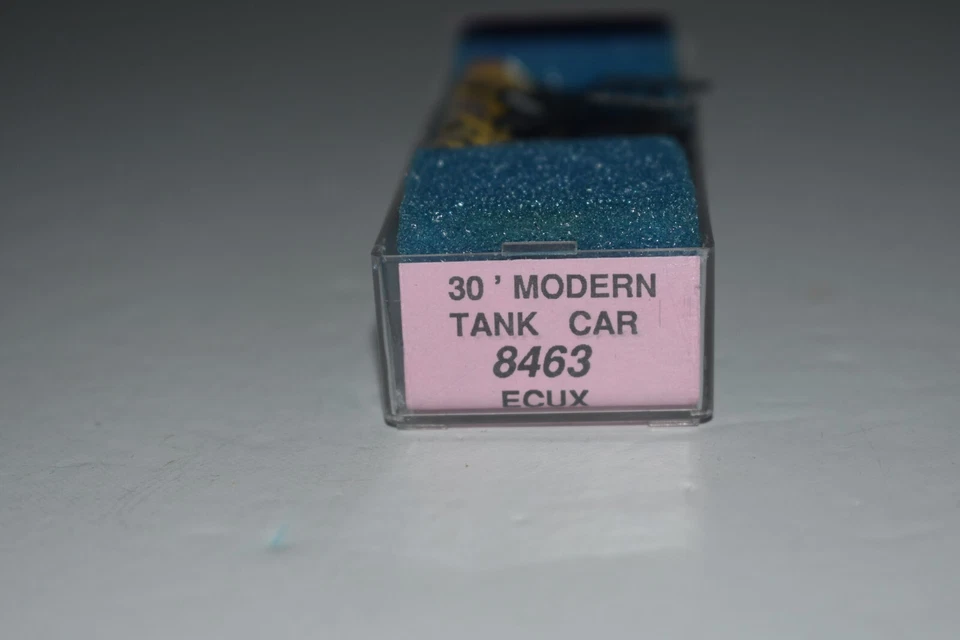 30 ' MODERN
TANK CAR
8463
ECUX